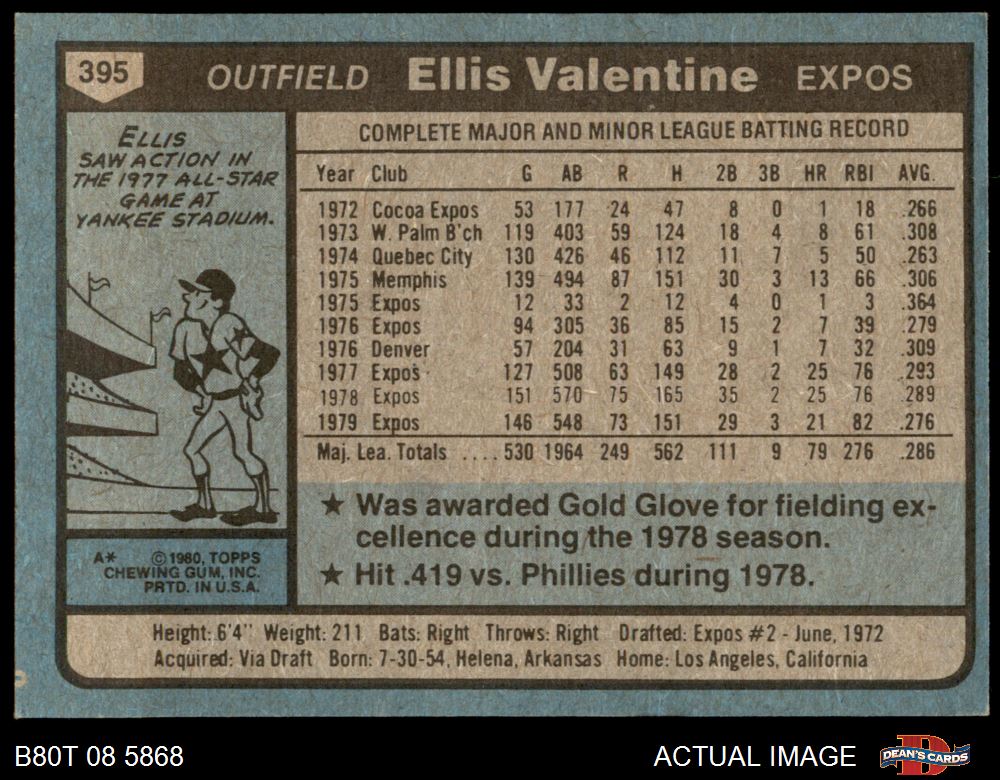 395 OUTFIELD Ellis Valentine EXPOS
ELLIS
SAW ACTION IN
THE 1977 ALL-STAR
GAME AT
YANKEE STADIUM.
COMPLETE MAJOR AND MINOR LEAGUE BATTING RECORD
Year Club G AB R H 2B 3B HR RBI AVG.
1972 Cocoa Expos 53 177 24 47 8 0 1 18 .266
1973 W. Palm B'ch 119 403 59 124 18 4 8 61 .308
1974 Quebec City 130 426 46 112 11 7 5 50 .263
1975 Memphis 139 494 87 151 30 3 13 66 .306
1975 Expos 12 33 2 12 4 0 1 3 .364
1976 Expos 94 305 36 85 15 2 7 39 .279
1976 Denver 57 204 31 63 9 1 7 32 .309
1977 Expos 127 508 63 149 28 2 25 76 .293
1978 Expos 151 570 75 165 35 2 25 76 .289
1979 Expos 146 548 73 151 29 3 21 82 .276
Maj. Lea. Totals .... 530 1964 249 562 111 9 79 276 .286
★ Was awarded Gold Glove for fielding ex-
cellence during the 1978 season.
★ Hit .419 vs. Phillies during 1978.
A* ©1980, TOPPS
CHEWING GUM, INC.
PRTD. IN U.S.A.
Height: 6'4" Weight: 211 Bats: Right Throws: Right Drafted: Expos #2 - June, 1972
Acquired: Via Draft Born: 7-30-54, Helena, Arkansas Home: Los Angeles, California
B80T 08 5868 ACTUAL IMAGE DEAN'S CARDS